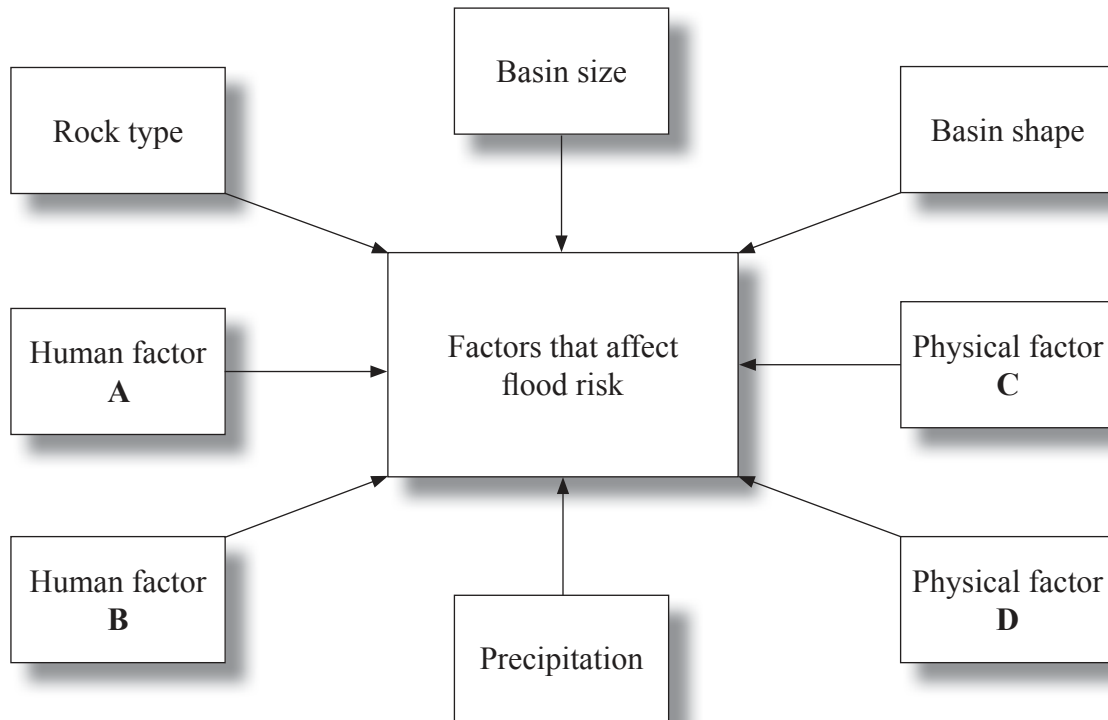 Basin size
Rock type
Basin shape
Human factor
A
Factors that affect
flood risk
Physical factor
C
Human factor
B
Precipitation
Physical factor
D